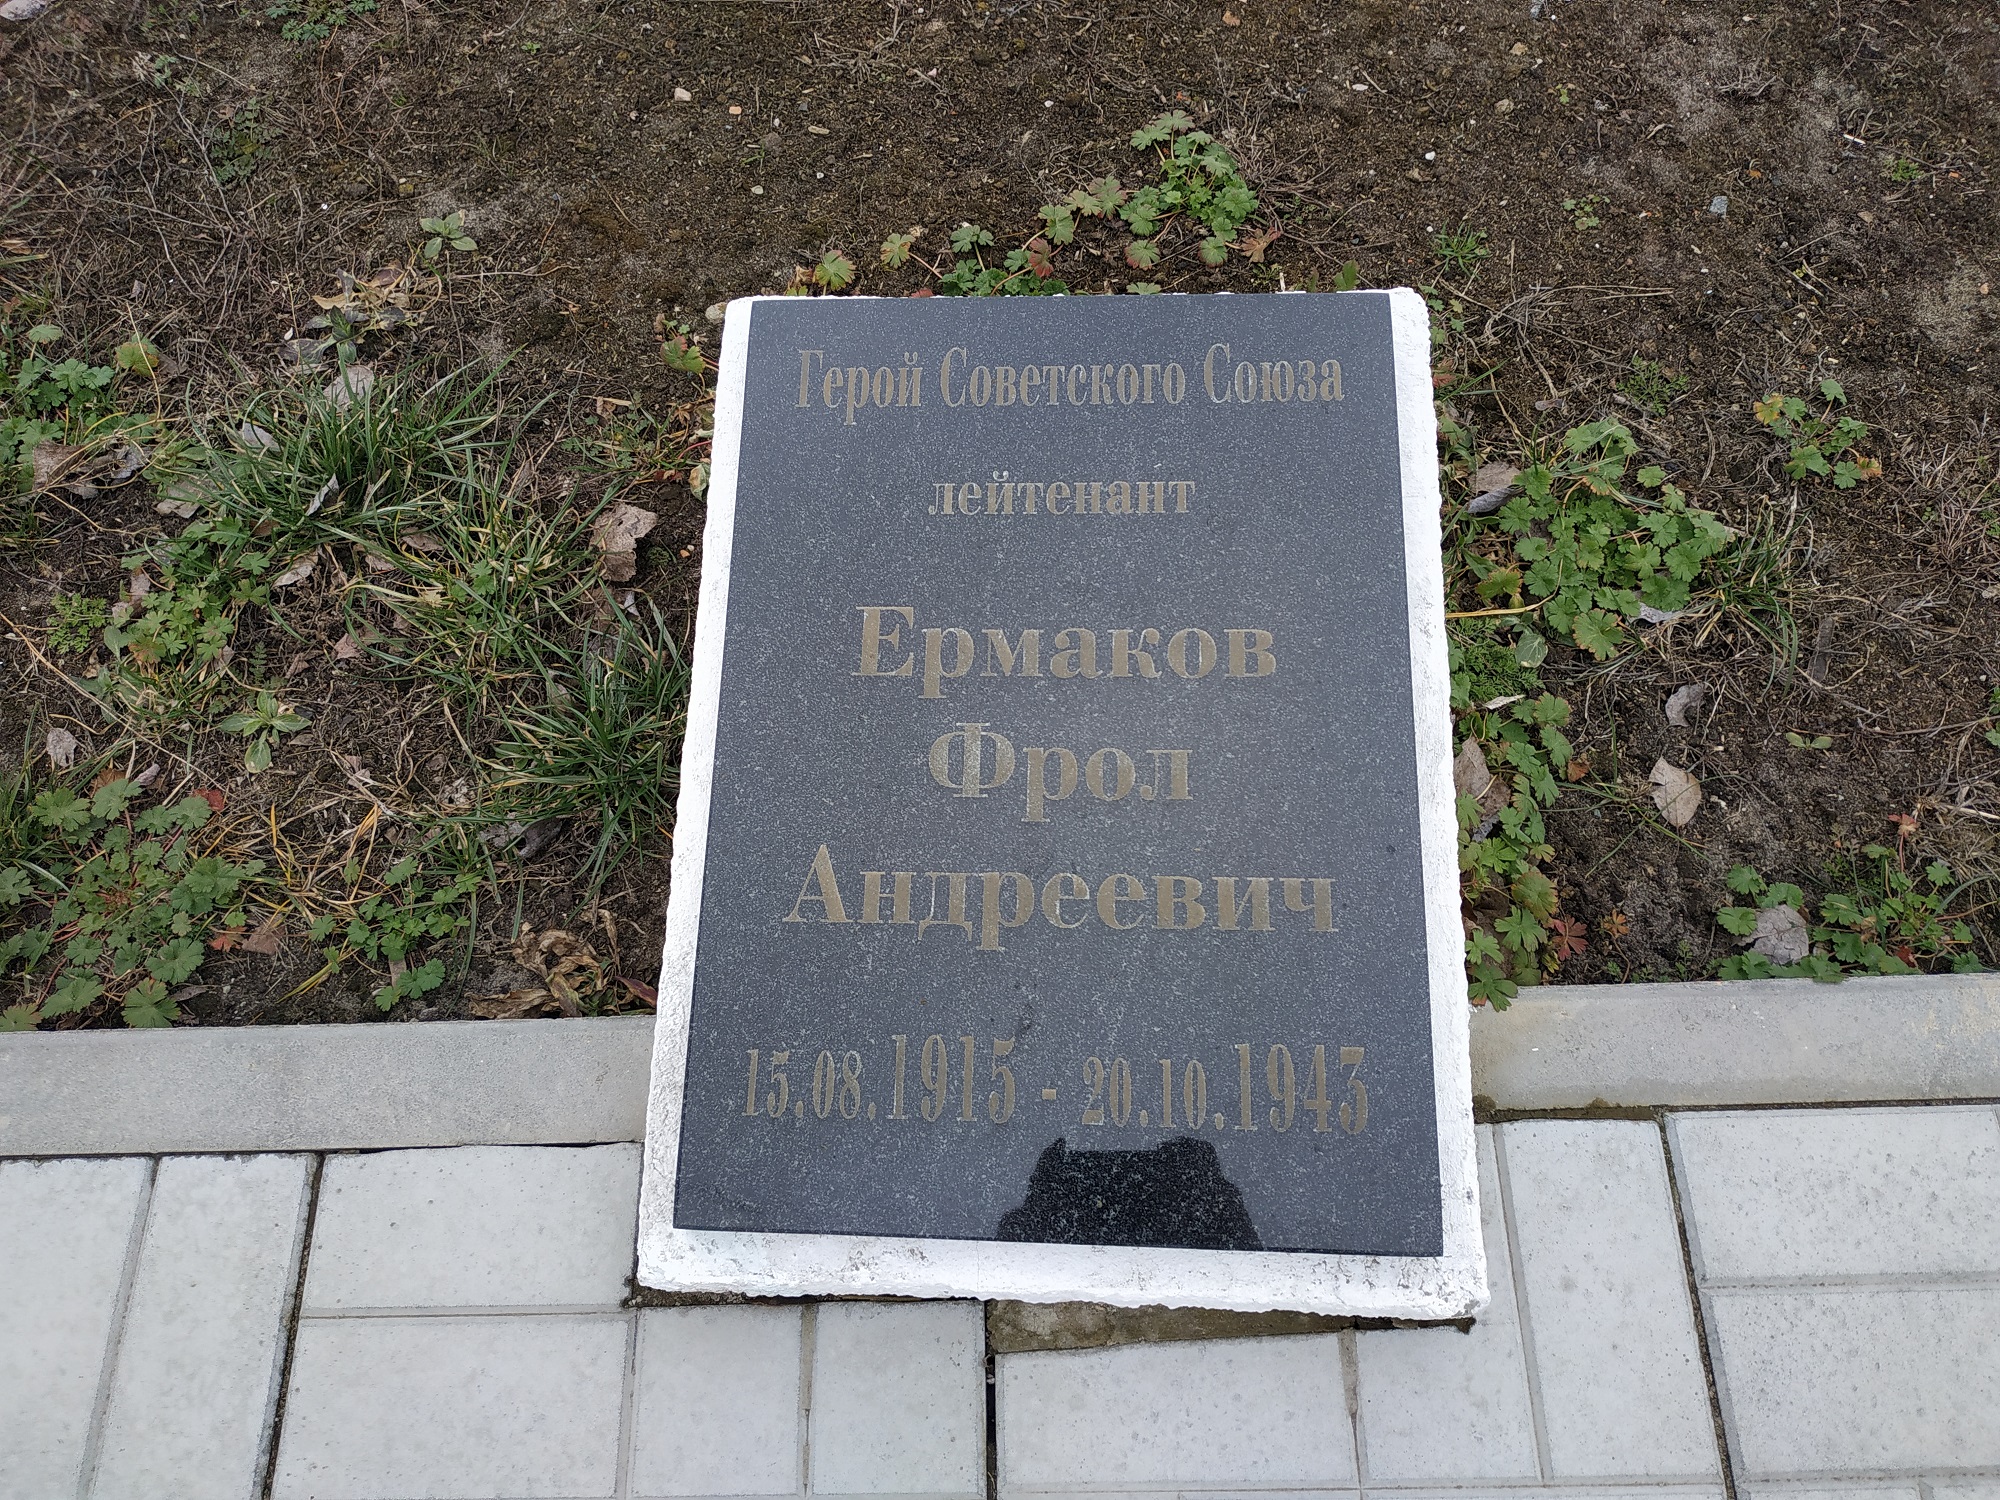 Герой Советского Союза
лейтенант
Ермаков
Фрол
Андреевич
15.08.1915 - 20.10.1943